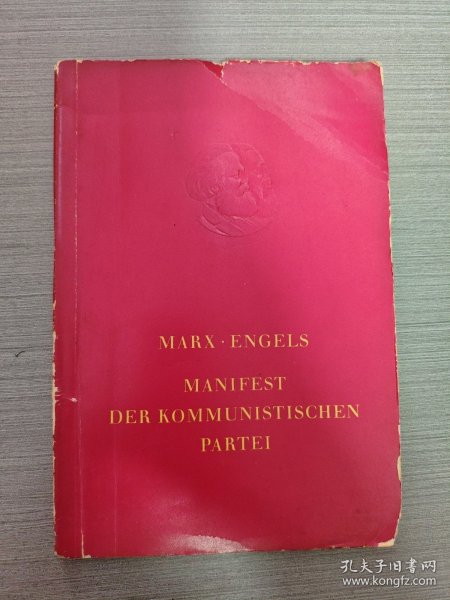 MARX · ENGELS
MANIFEST
DER KOMMUNISTISCHEN
PARTEI
孔夫子旧书网
www.kongfz.com